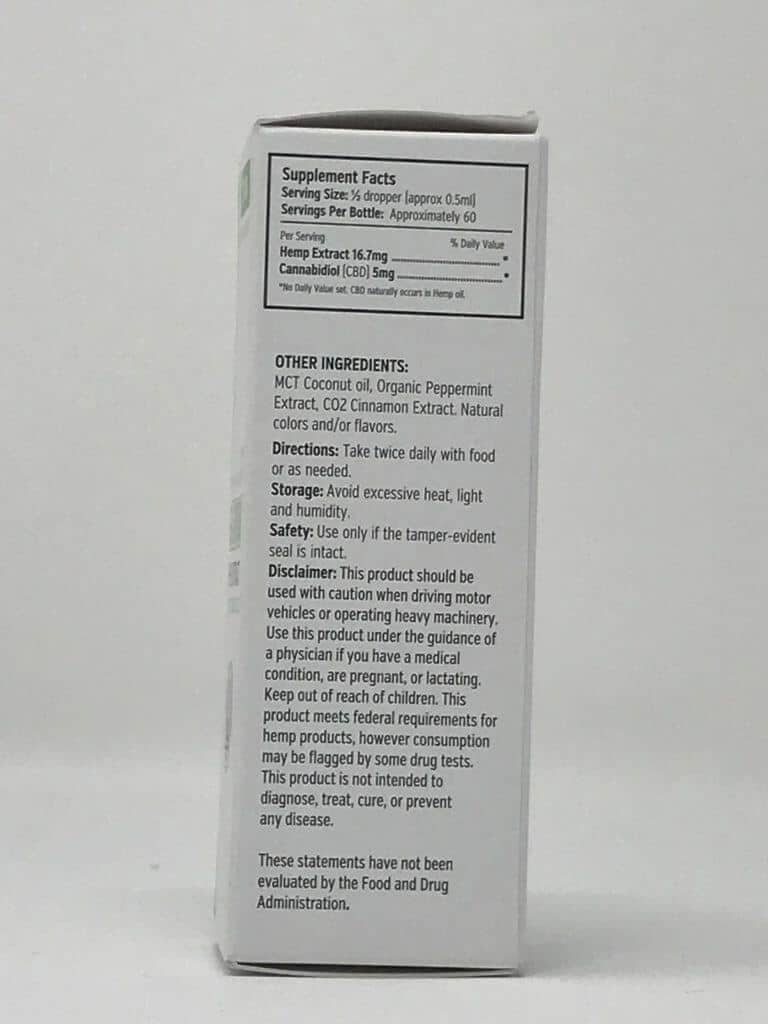 Supplement Facts
Serving Size: ½ dropper [approx 0.5ml]
Servings Per Bottle: Approximately 60
Per Serving % Daily Value
Hemp Extract 16.7mg ........................... *
Cannabidiol [CBD] 5mg ........................... *
*No Daily Value set. CBD naturally occurs in Hemp oil.
OTHER INGREDIENTS:
MCT Coconut oil, Organic Peppermint
Extract, CO2 Cinnamon Extract. Natural
colors and/or flavors.
Directions: Take twice daily with food
or as needed.
Storage: Avoid excessive heat, light
and humidity.
Safety: Use only if the tamper-evident
seal is intact.
Disclaimer: This product should be
used with caution when driving motor
vehicles or operating heavy machinery.
Use this product under the guidance of
a physician if you have a medical
condition, are pregnant, or lactating.
Keep out of reach of children. This
product meets federal requirements for
hemp products, however consumption
may be flagged by some drug tests.
This product is not intended to
diagnose, treat, cure, or prevent
any disease.
These statements have not been
evaluated by the Food and Drug
Administration.